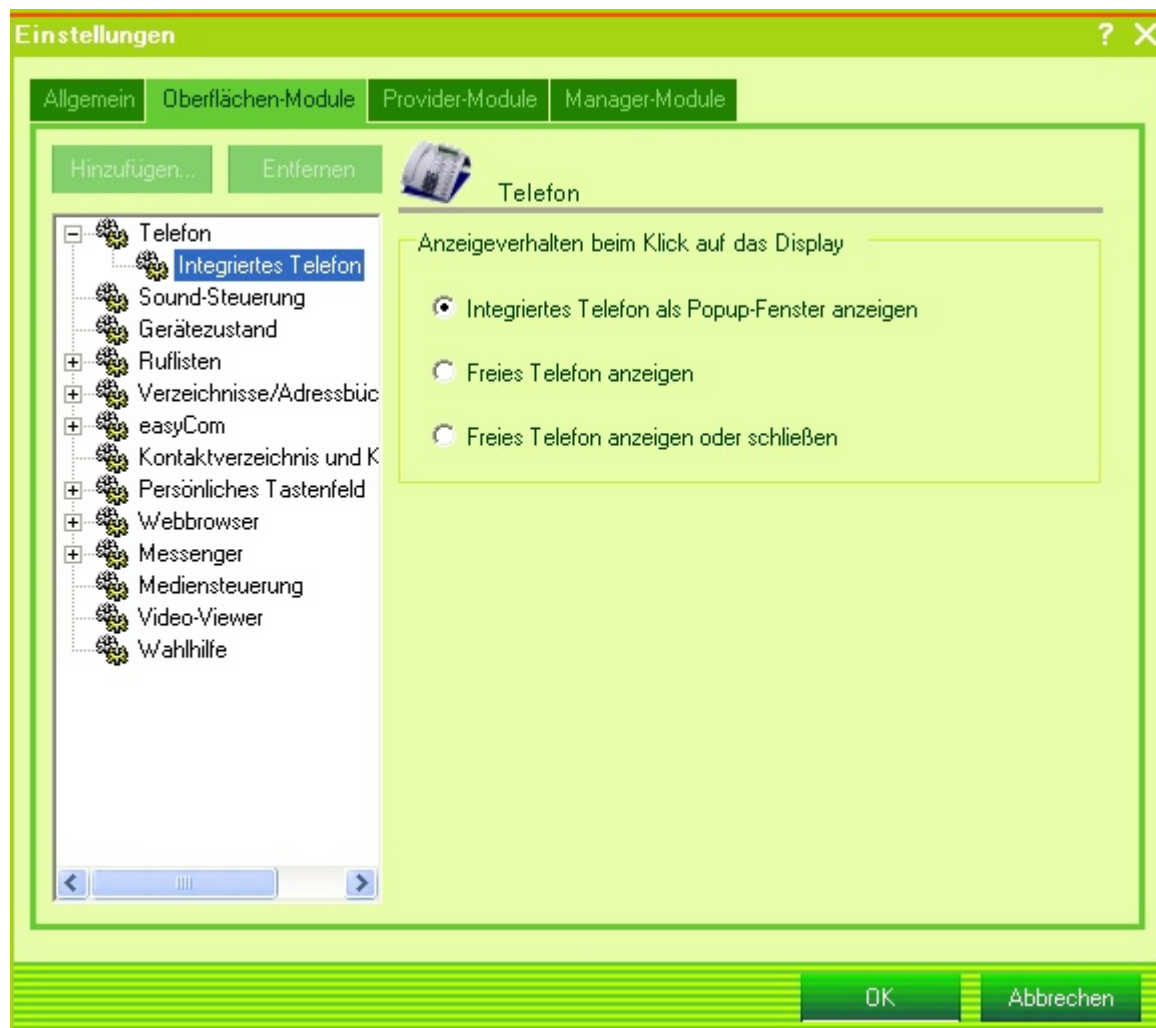 Einstellungen
?
Allgemein
Oberflächen-Module
Provider-Module
Manager-Module
Hinzufügen...
Entfernen
Telefon
Integriertes Telefon
Sound-Steuerung
Gerätezustand
Ruflisten
Verzeichnisse/Adressbüc
easyCom
Kontaktverzeichnis und K
Persönliches Tastenfeld
Webbrowser
Messenger
Mediensteuerung
Video-Viewer
Wahlhilfe
Telefon
Anzeigeverhalten beim Klick auf das Display
Integriertes Telefon als Popup-Fenster anzeigen
Freies Telefon anzeigen
Freies Telefon anzeigen oder schließen
OK
Abbrechen